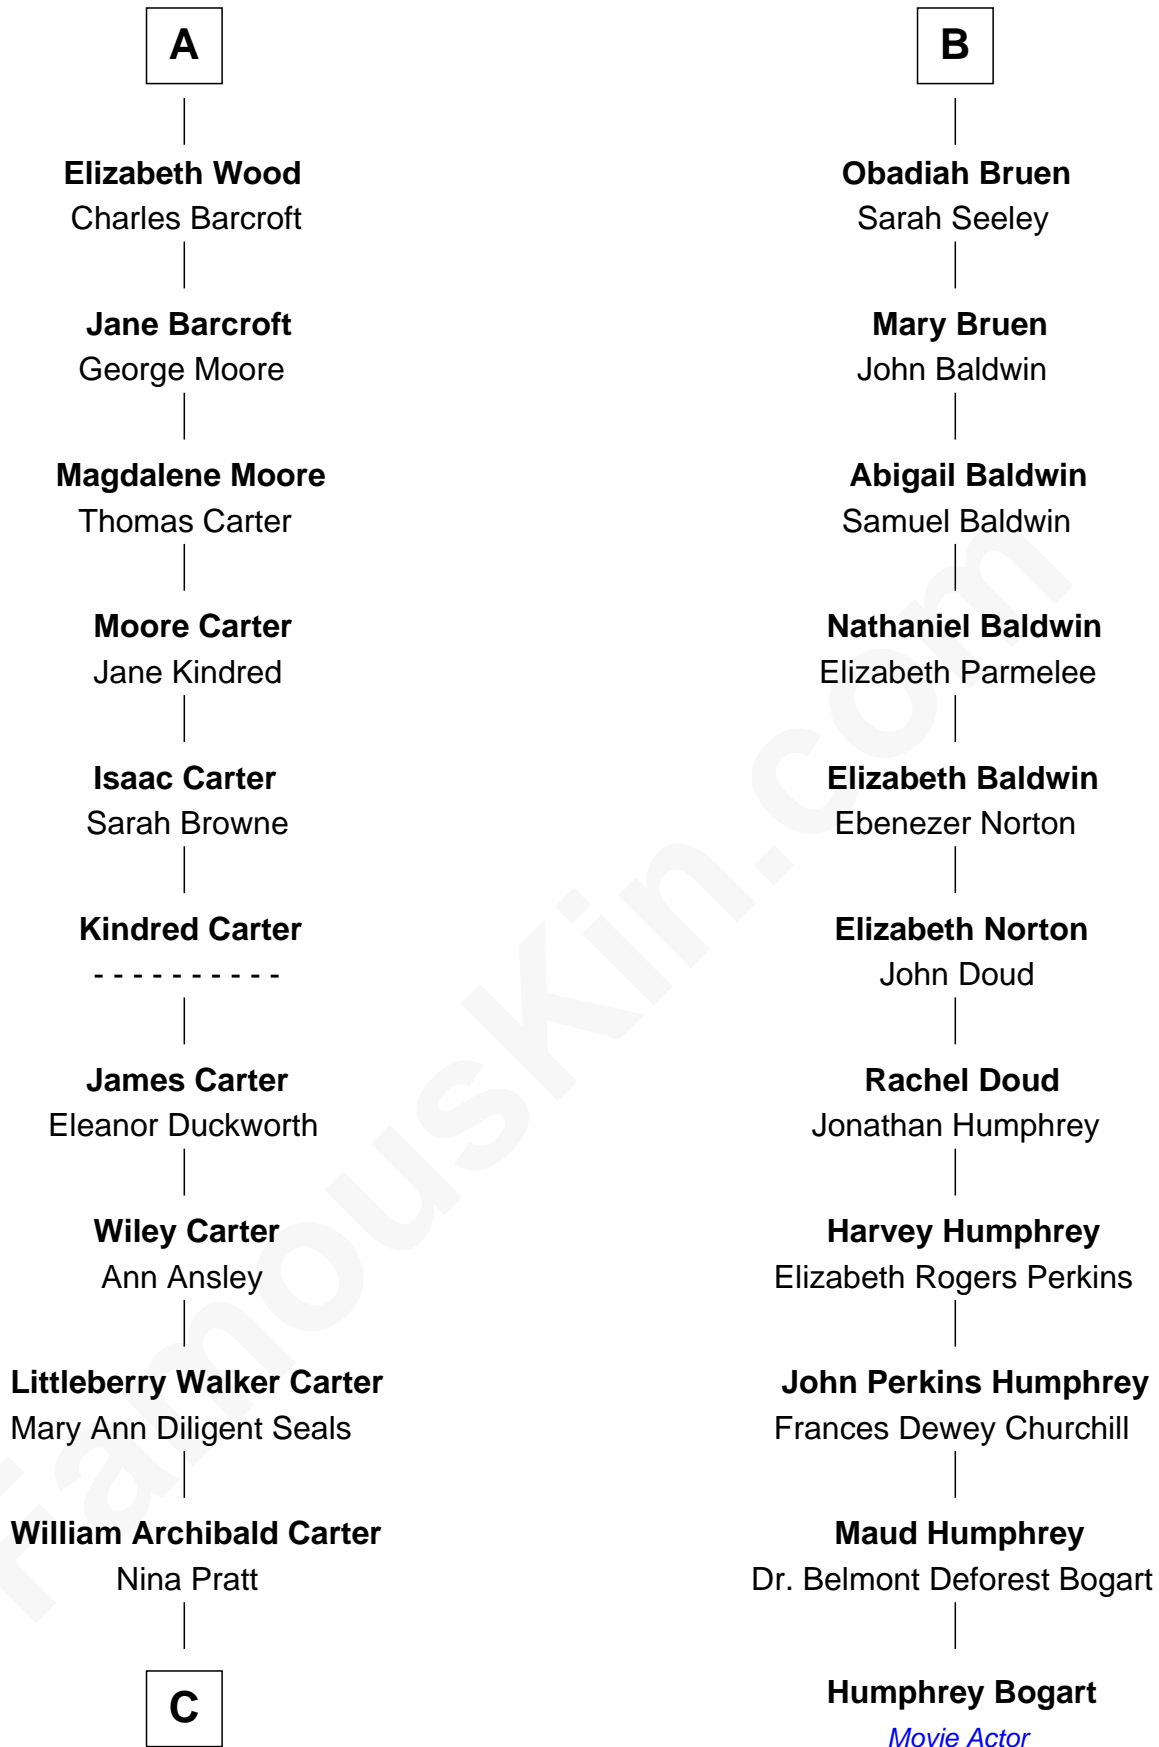 A
Elizabeth Wood
Charles Barcroft
Jane Barcroft
George Moore
Magdalene Moore
Thomas Carter
Moore Carter
Jane Kindred
Isaac Carter
Sarah Browne
Kindred Carter
- - - - - - - - - -
James Carter
Eleanor Duckworth
Wiley Carter
Ann Ansley
Littleberry Walker Carter
Mary Ann Diligent Seals
William Archibald Carter
Nina Pratt
C
B
Obadiah Bruen
Sarah Seeley
Mary Bruen
John Baldwin
Abigail Baldwin
Samuel Baldwin
Nathaniel Baldwin
Elizabeth Parmelee
Elizabeth Baldwin
Ebenezer Norton
Elizabeth Norton
John Doud
Rachel Doud
Jonathan Humphrey
Harvey Humphrey
Elizabeth Rogers Perkins
John Perkins Humphrey
Frances Dewey Churchill
Maud Humphrey
Dr. Belmont Deforest Bogart
Humphrey Bogart
Movie Actor
FamousKin.com